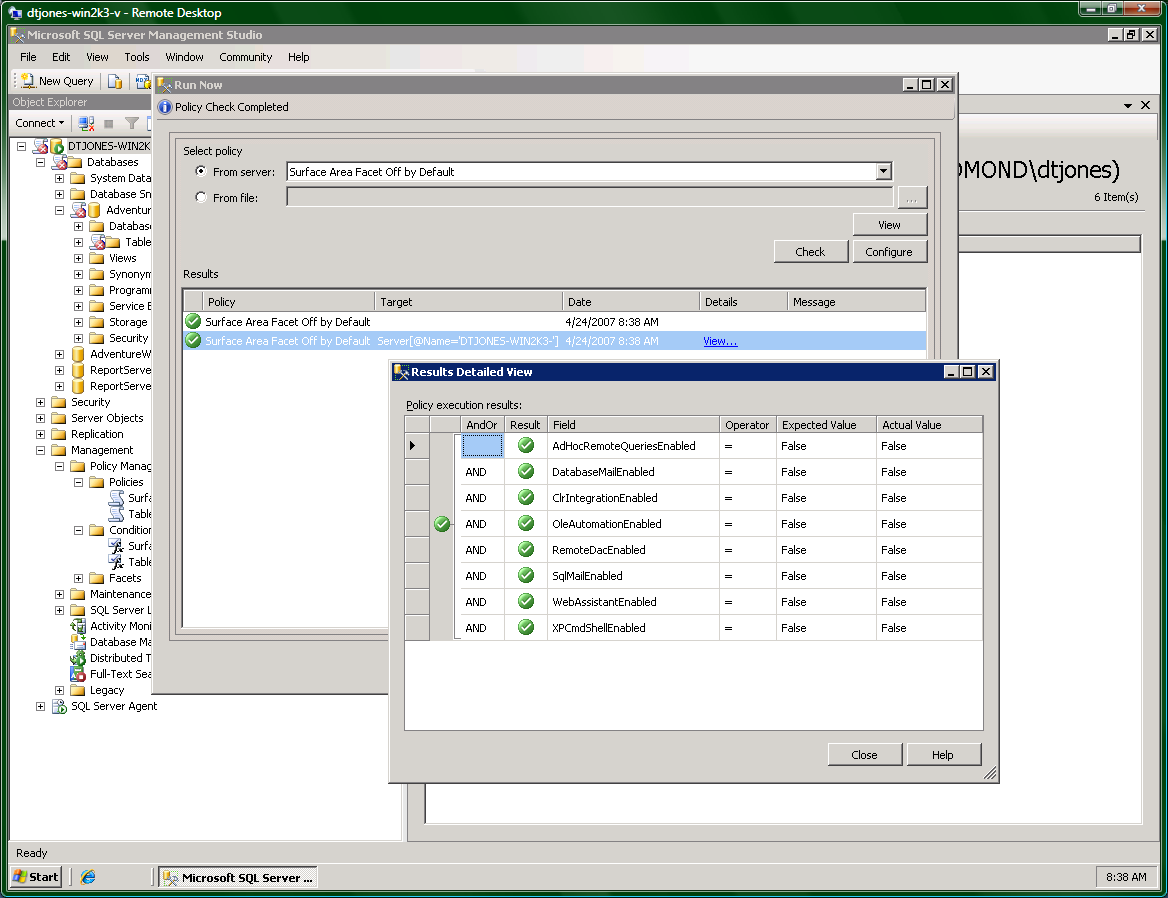 dtjones-win2k3-v - Remote Desktop
Microsoft SQL Server Management Studio
File Edit View Tools Window Community Help
New Query
Object Explorer
Connect
DTJONES-WIN2K
Databases
System Data
Database Sn
Adventur
Databas
Table
Views
Synonym
Program
Service E
Storage
Security
AdventureW
ReportServe
ReportServe
Security
Server Objects
Replication
Management
Policy Manag
Policies
Surfa
Table
Condition
Surfa
Table
Facets
Maintenance
SQL Server L
Activity Moni
Database Ma
Distributed T
Full-Text Sea
Legacy
SQL Server Agent
DMOND\dtjones)
6 Item(s)
Run Now
Policy Check Completed
Select policy
From server: Surface Area Facet Off by Default
From file: ...
View
Check Configure
Results
Policy Target Date Details Message
Surface Area Facet Off by Default 4/24/2007 8:38 AM
Surface Area Facet Off by Default Server[@Name='DTJONES-WIN2K3-'] 4/24/2007 8:38 AM View...
Results Detailed View
Policy execution results:
AndOr Result Field Operator Expected Value Actual Value
AdHocRemoteQueriesEnabled = False False
AND DatabaseMailEnabled = False False
AND ClrIntegrationEnabled = False False
AND OleAutomationEnabled = False False
AND RemoteDacEnabled = False False
AND SqlMailEnabled = False False
AND WebAssistantEnabled = False False
AND XPCmdShellEnabled = False False
Close Help
Ready
Start Microsoft SQL Server ... 8:38 AM